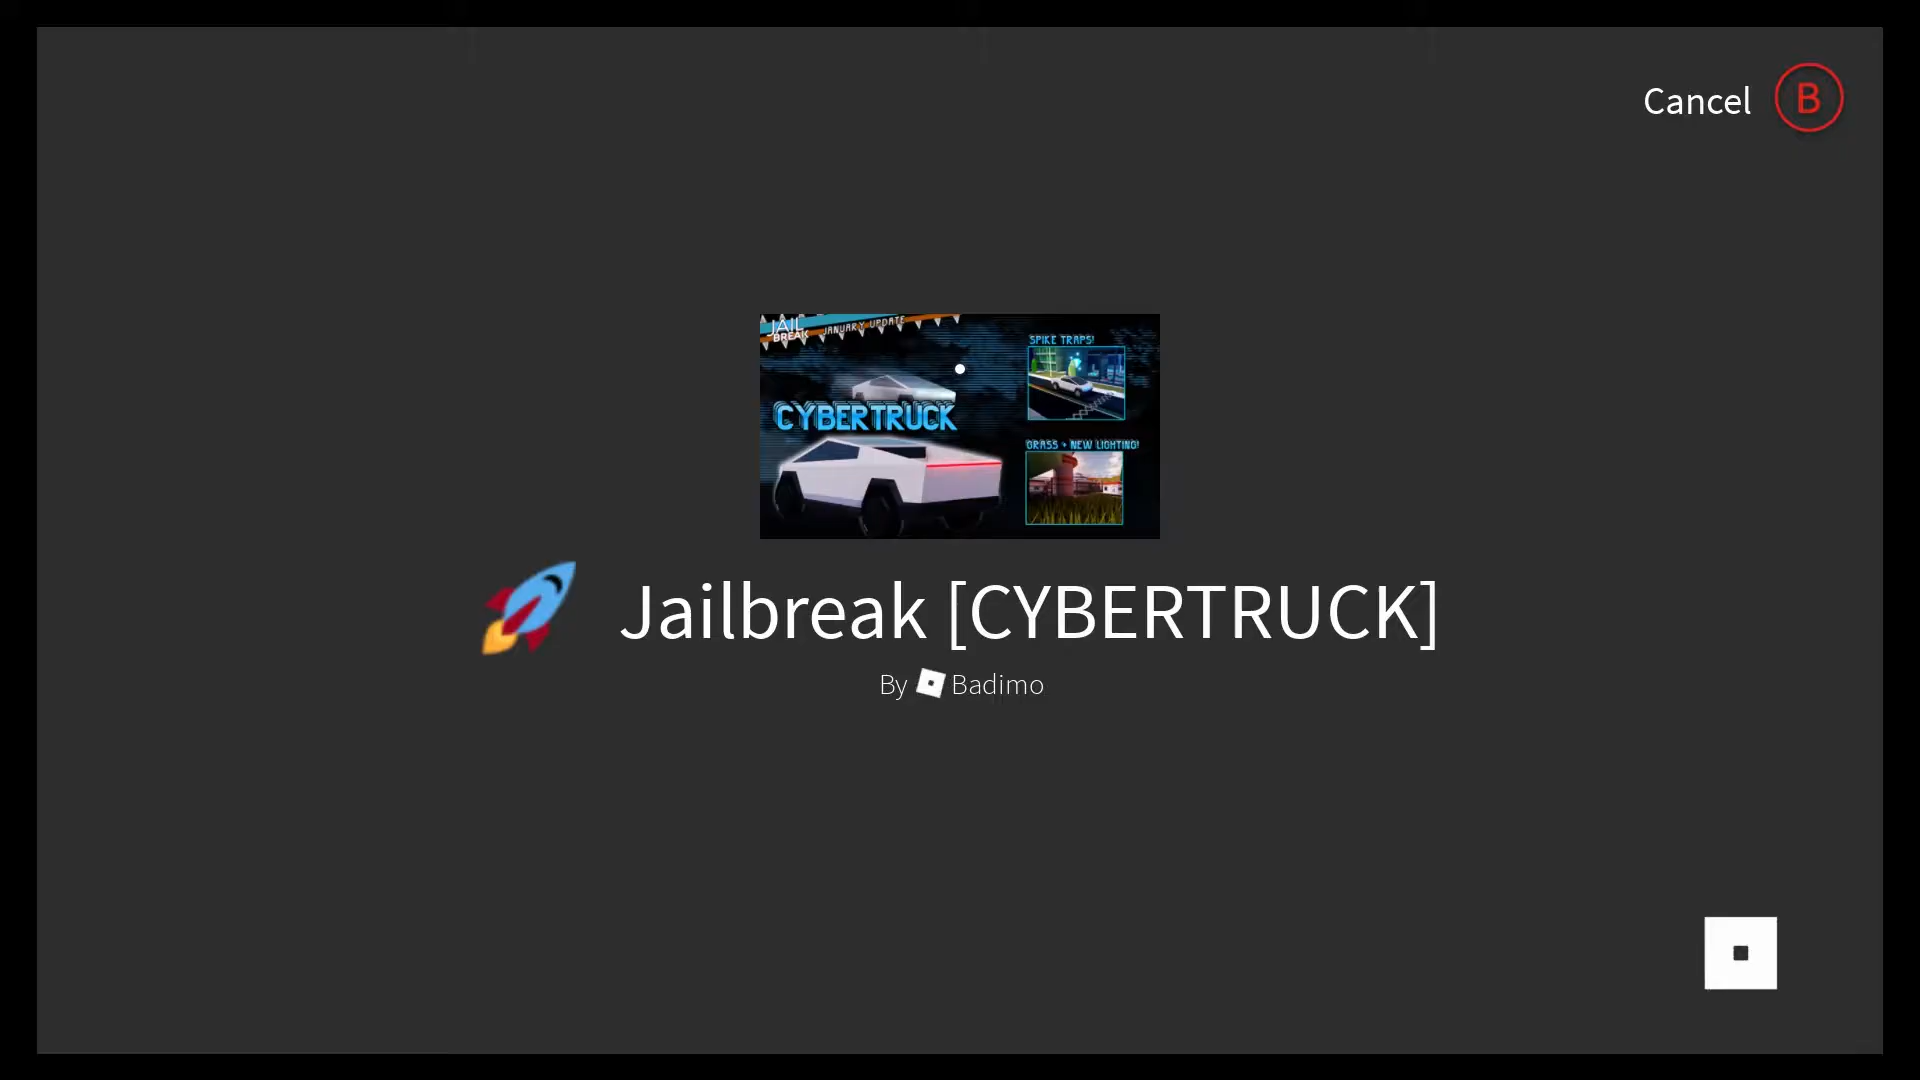 Cancel B
JAIL
BREAK
JANUARY UPDATE
SPIKE TRAPS!
CYBERTRUCK
GRASS + NEW LIGHTING!
Jailbreak [CYBERTRUCK]
By Badimo